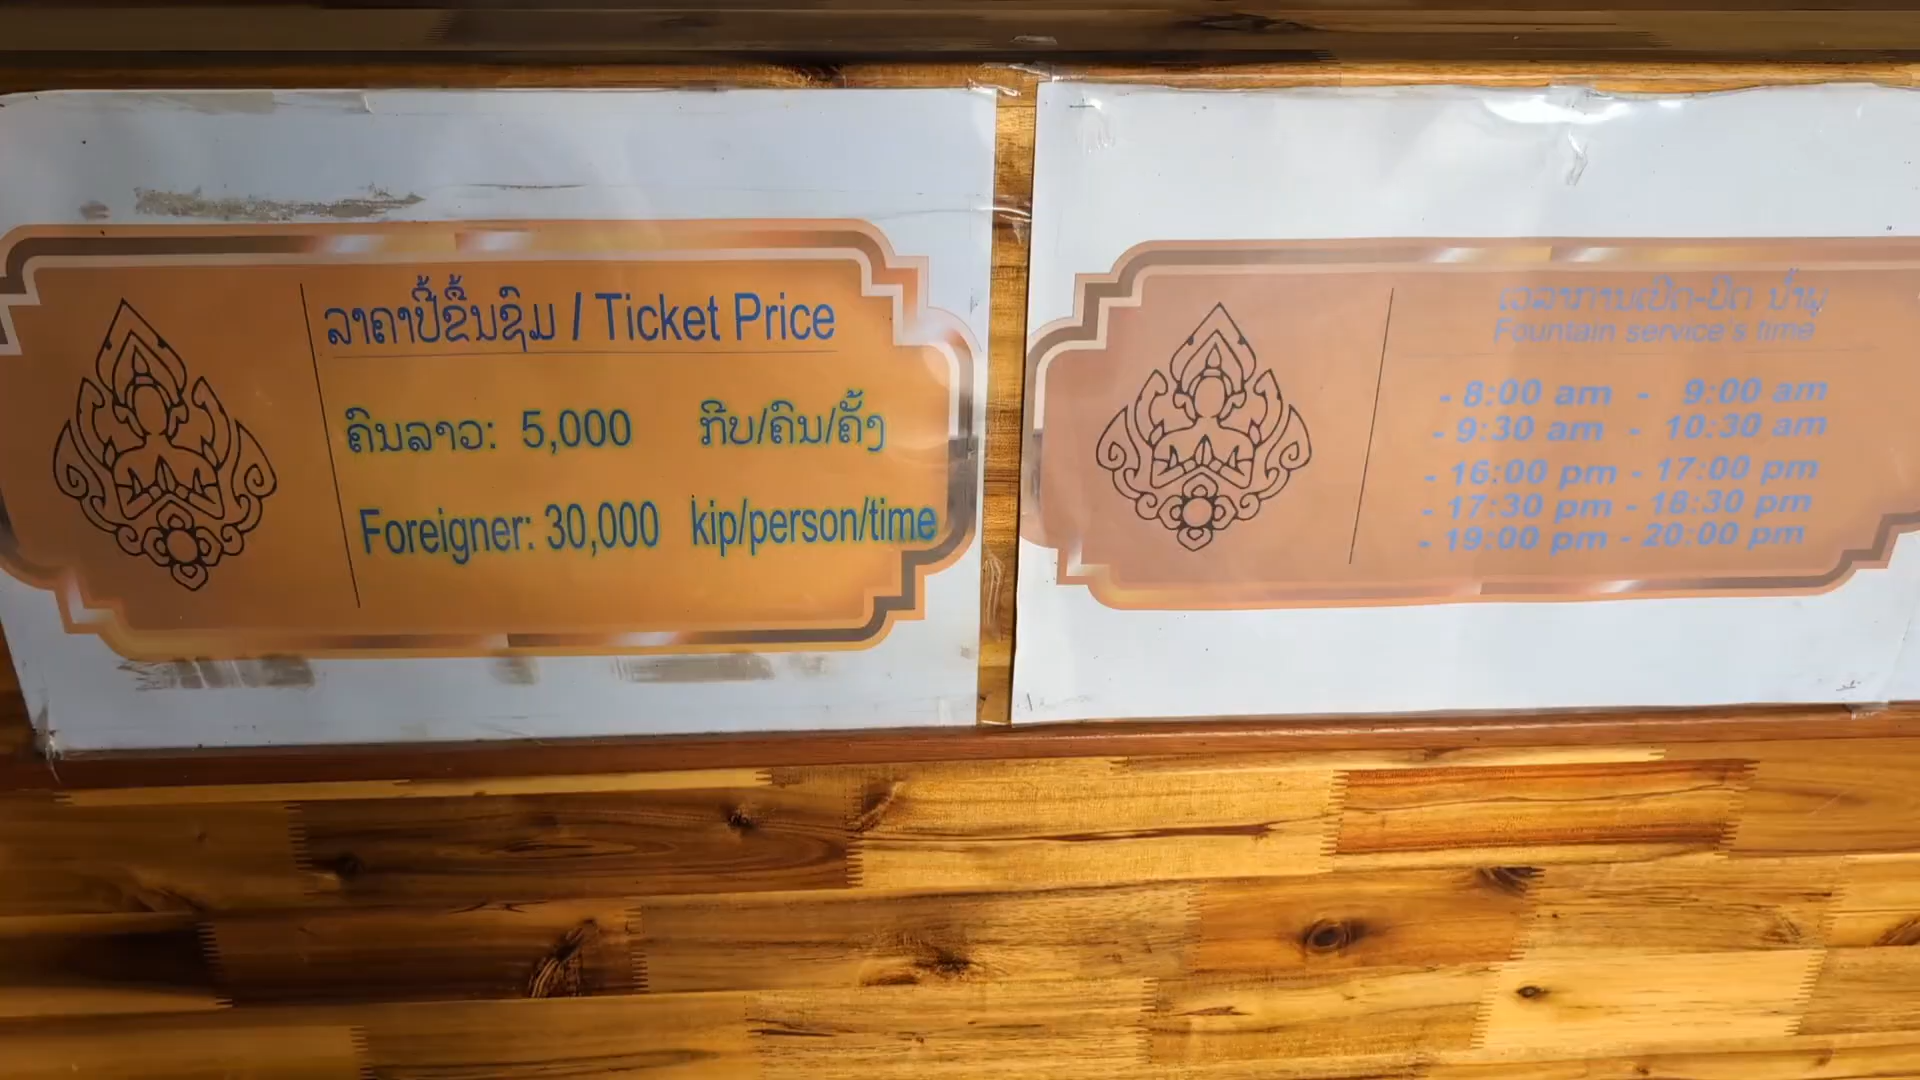 ລາຄາປີ້ຂຶ້ນຊົມ / Ticket Price
ຄົນລາວ: 5,000 ກີບ/ຄົນ/ຄັ້ງ
Foreigner: 30,000 kip/person/time
ເວລາການເປີດ-ປິດ ນ້ຳພຸ
Fountain service's time
- 8:00 am - 9:00 am
- 9:30 am - 10:30 am
- 16:00 pm - 17:00 pm
- 17:30 pm - 18:30 pm
- 19:00 pm - 20:00 pm